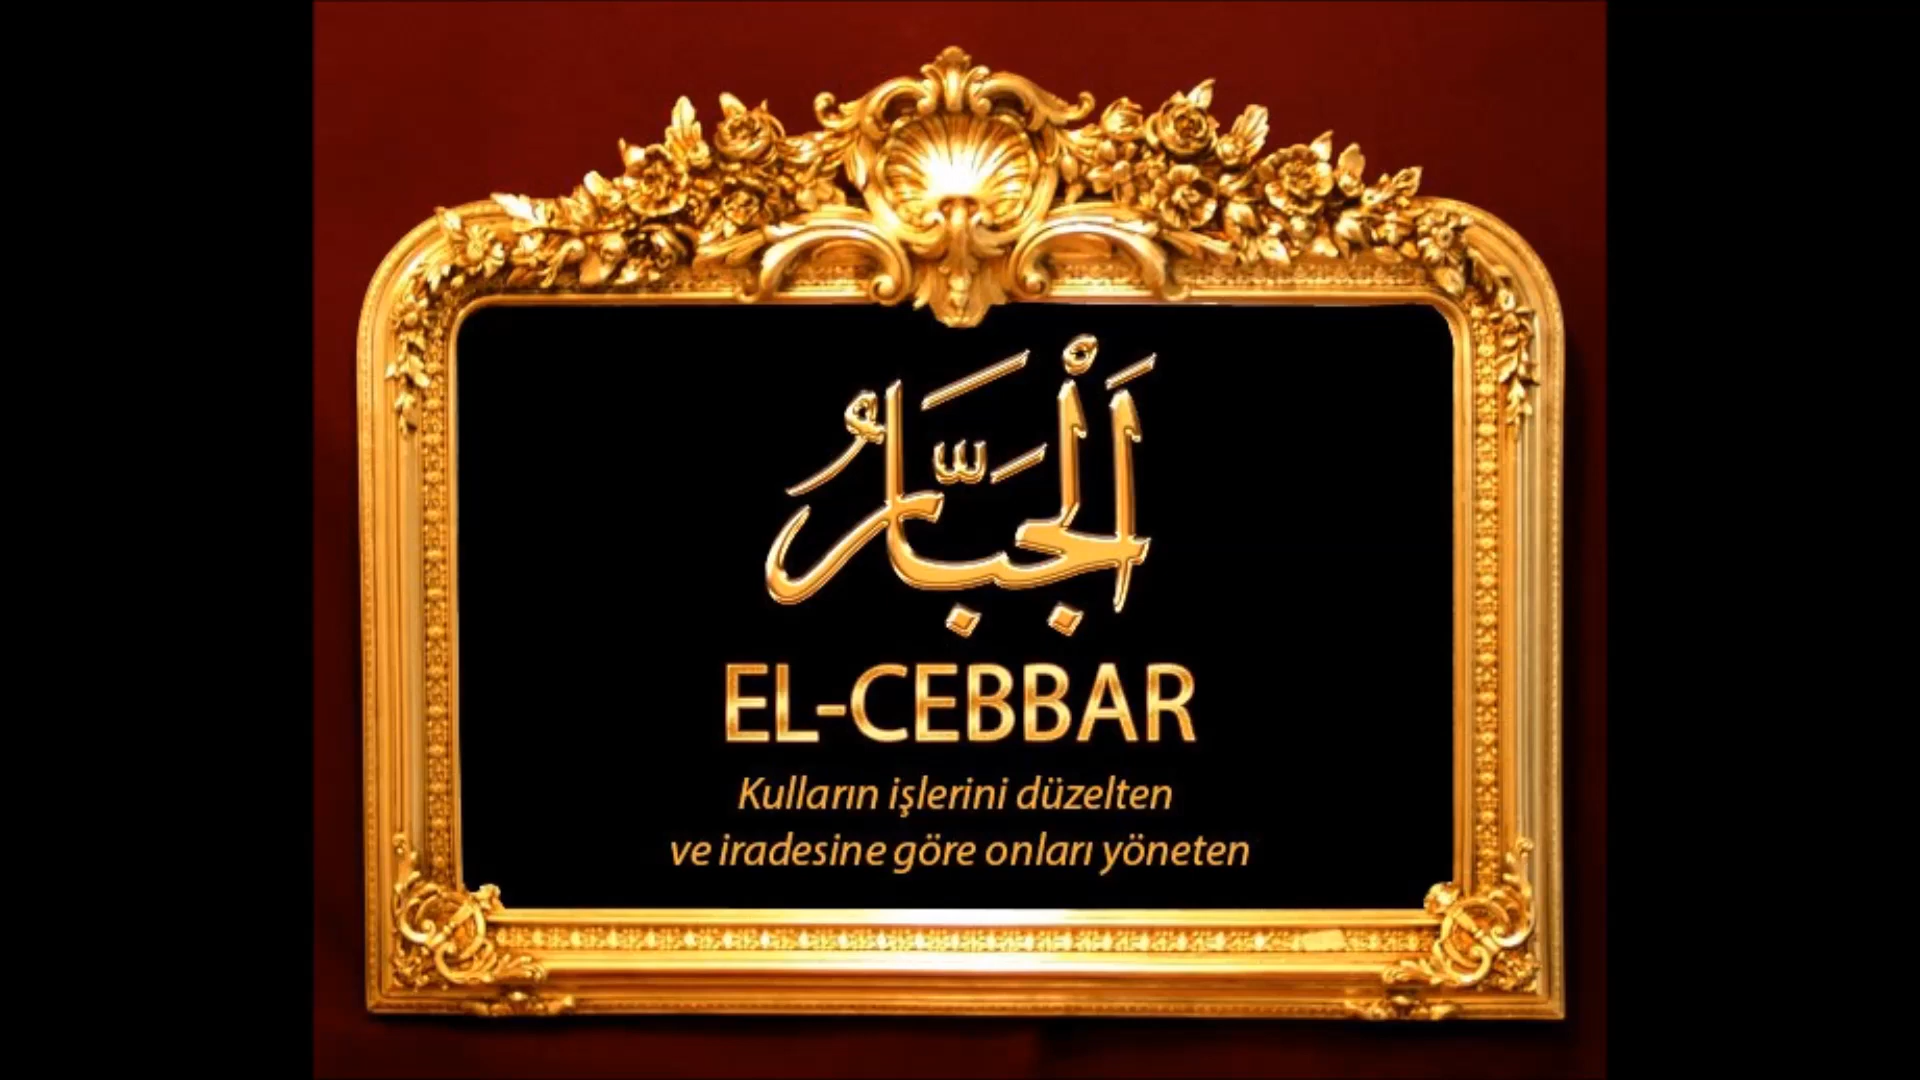 اَلْجَبَّارُ
EL-CEBBAR
Kulların işlerini düzelten
ve iradesine göre onları yöneten